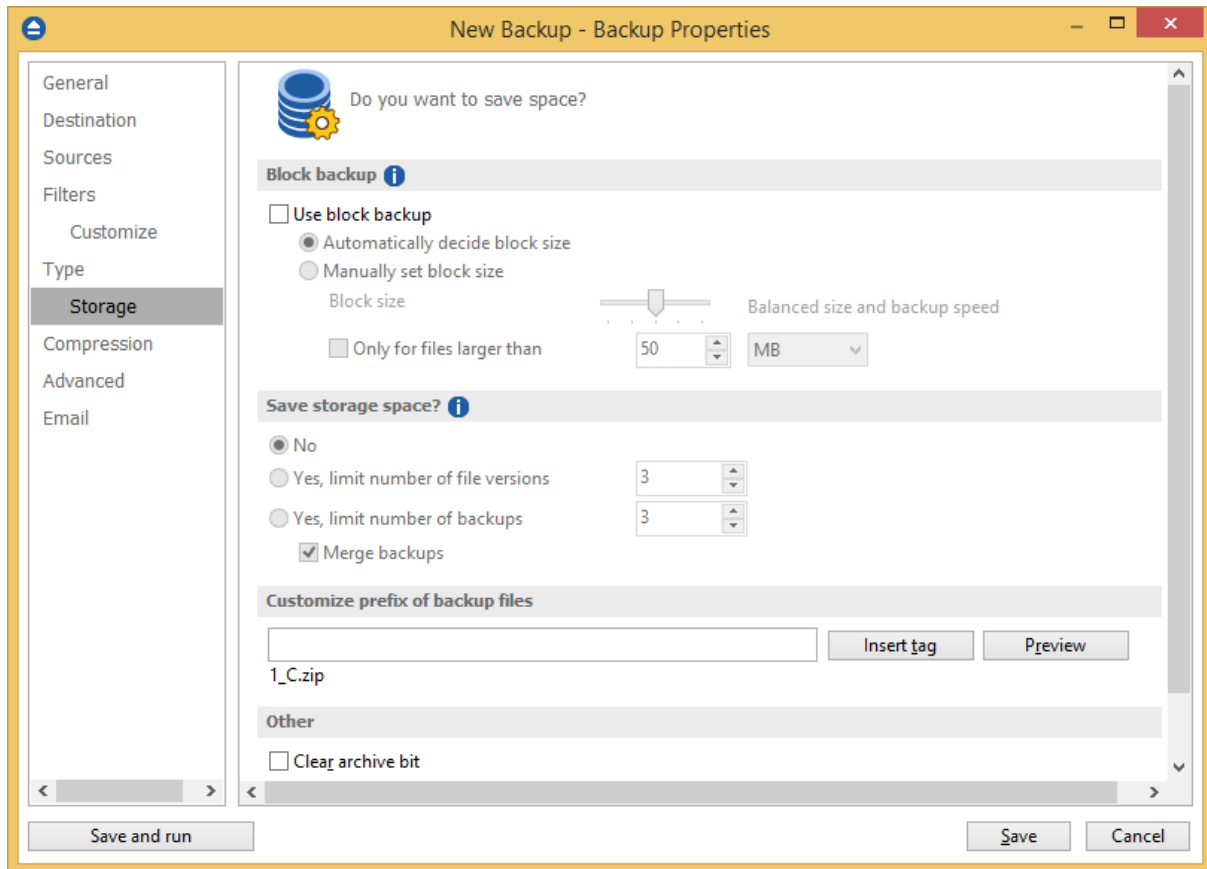 New Backup - Backup Properties
General
Destination
Sources
Filters
Customize
Type
Storage
Compression
Advanced
Email
Do you want to save space?
Block backup
Use block backup
Automatically decide block size
Manually set block size
Block size Balanced size and backup speed
Only for files larger than 50 MB
Save storage space?
No
Yes, limit number of file versions 3
Yes, limit number of backups 3
Merge backups
Customize prefix of backup files
Insert tag Preview
1_C.zip
Other
Clear archive bit
Save and run Save Cancel